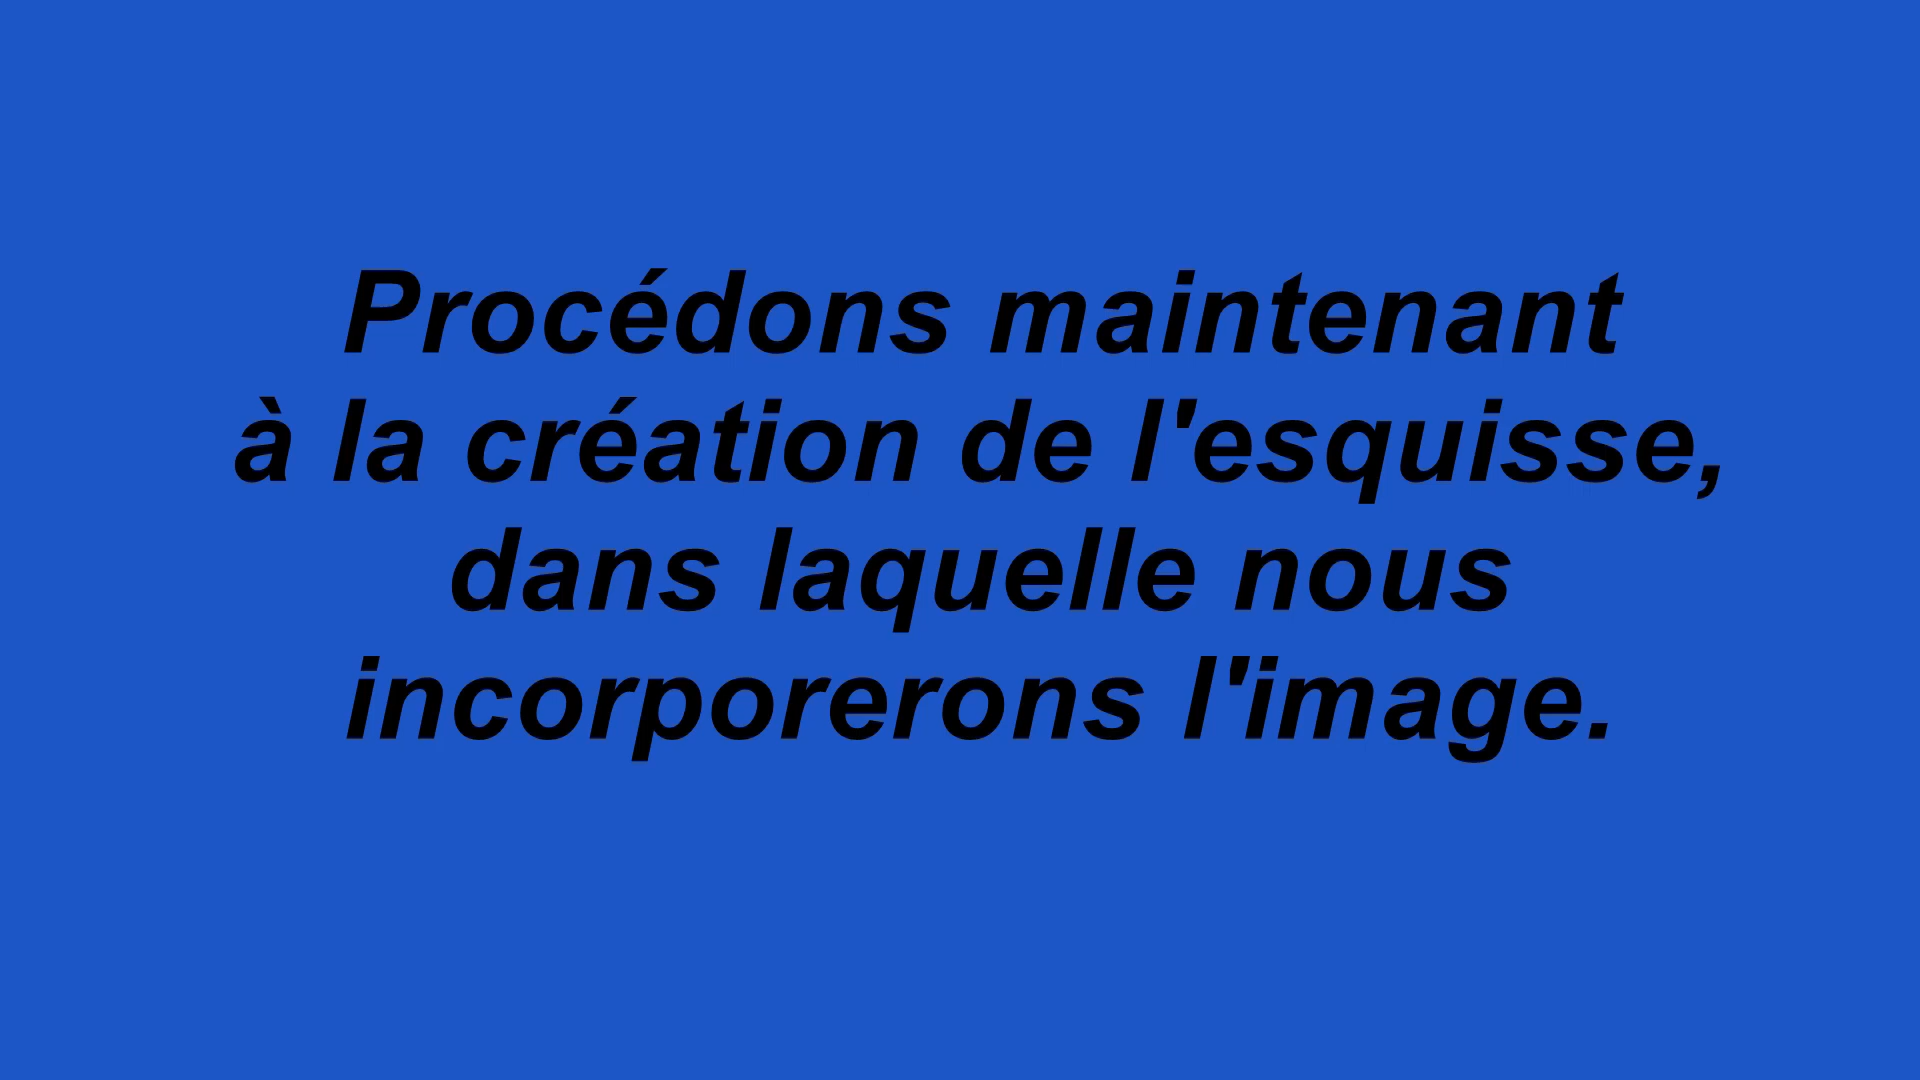 Procédons maintenant
à la création de l'esquisse,
dans laquelle nous
incorporerons l'image.